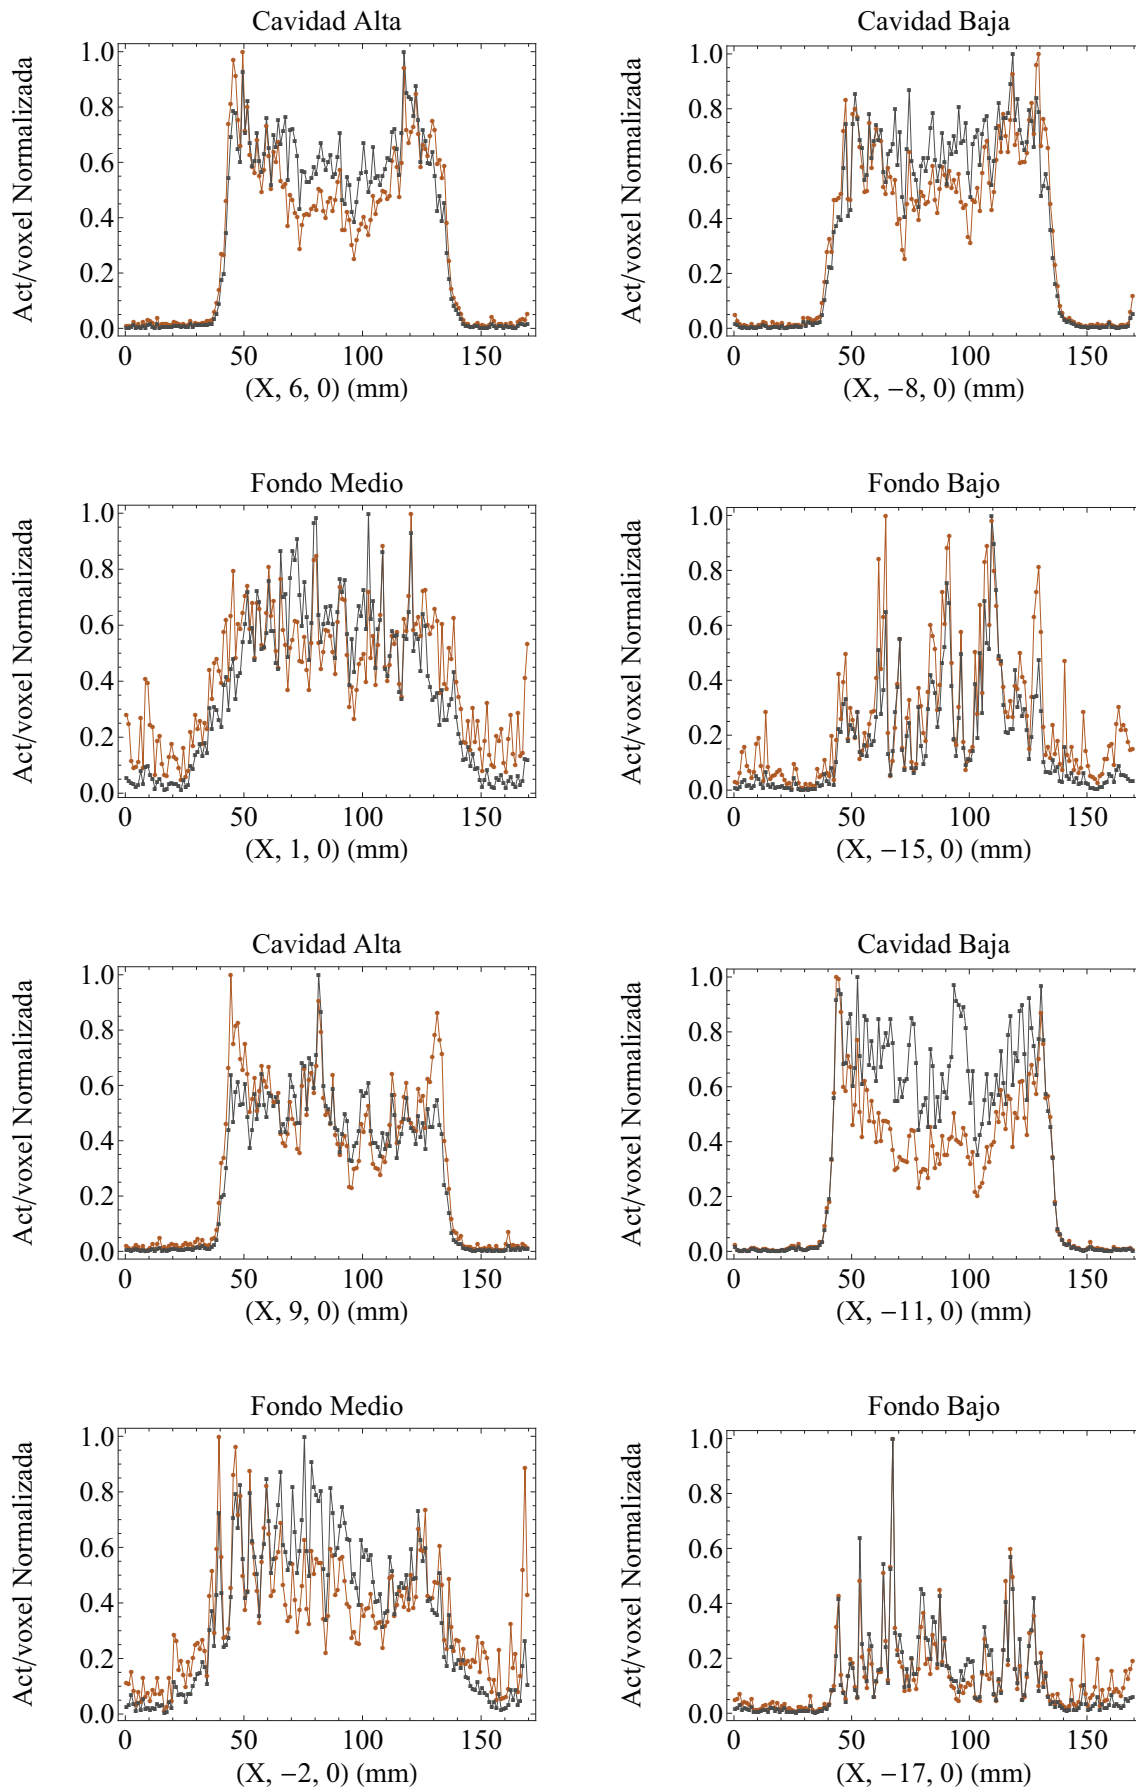 Cavidad Alta
Act/voxel Normalizada
1.0
0.8
0.6
0.4
0.2
0.0
0 50 100 150
(X, 6, 0) (mm)
Cavidad Baja
Act/voxel Normalizada
1.0
0.8
0.6
0.4
0.2
0.0
0 50 100 150
(X, −8, 0) (mm)
Fondo Medio
Act/voxel Normalizada
1.0
0.8
0.6
0.4
0.2
0.0
0 50 100 150
(X, 1, 0) (mm)
Fondo Bajo
Act/voxel Normalizada
1.0
0.8
0.6
0.4
0.2
0.0
0 50 100 150
(X, −15, 0) (mm)
Cavidad Alta
Act/voxel Normalizada
1.0
0.8
0.6
0.4
0.2
0.0
0 50 100 150
(X, 9, 0) (mm)
Cavidad Baja
Act/voxel Normalizada
1.0
0.8
0.6
0.4
0.2
0.0
0 50 100 150
(X, −11, 0) (mm)
Fondo Medio
Act/voxel Normalizada
1.0
0.8
0.6
0.4
0.2
0.0
0 50 100 150
(X, −2, 0) (mm)
Fondo Bajo
Act/voxel Normalizada
1.0
0.8
0.6
0.4
0.2
0.0
0 50 100 150
(X, −17, 0) (mm)